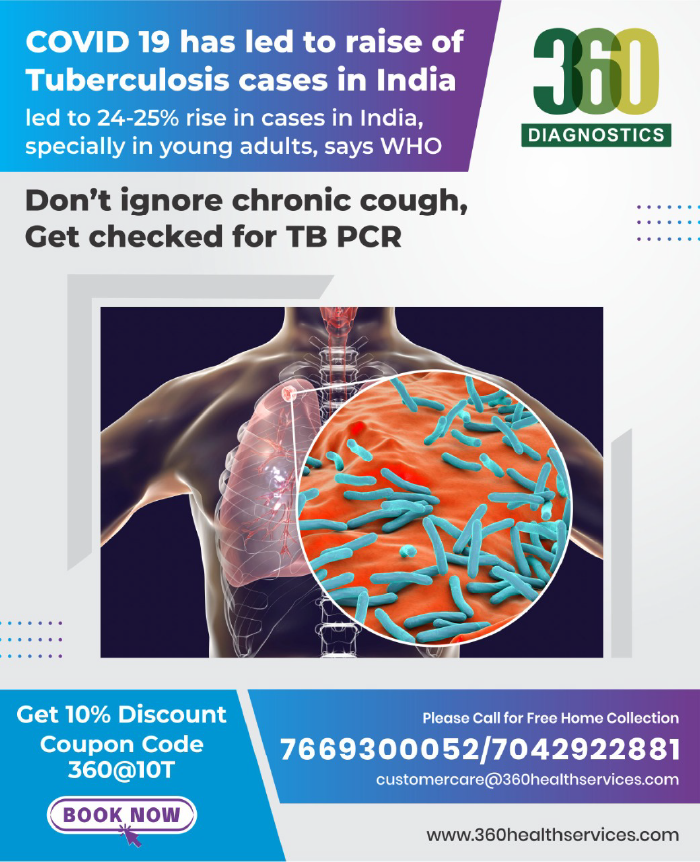 COVID 19 has led to raise of
Tuberculosis cases in India
led to 24-25% rise in cases in India,
specially in young adults, says WHO
360
DIAGNOSTICS
Don't ignore chronic cough,
Get checked for TB PCR
Get 10% Discount
Coupon Code
360@10T
BOOK NOW
Please Call for Free Home Collection
7669300052/7042922881
customercare@360healthservices.com
www.360healthservices.com